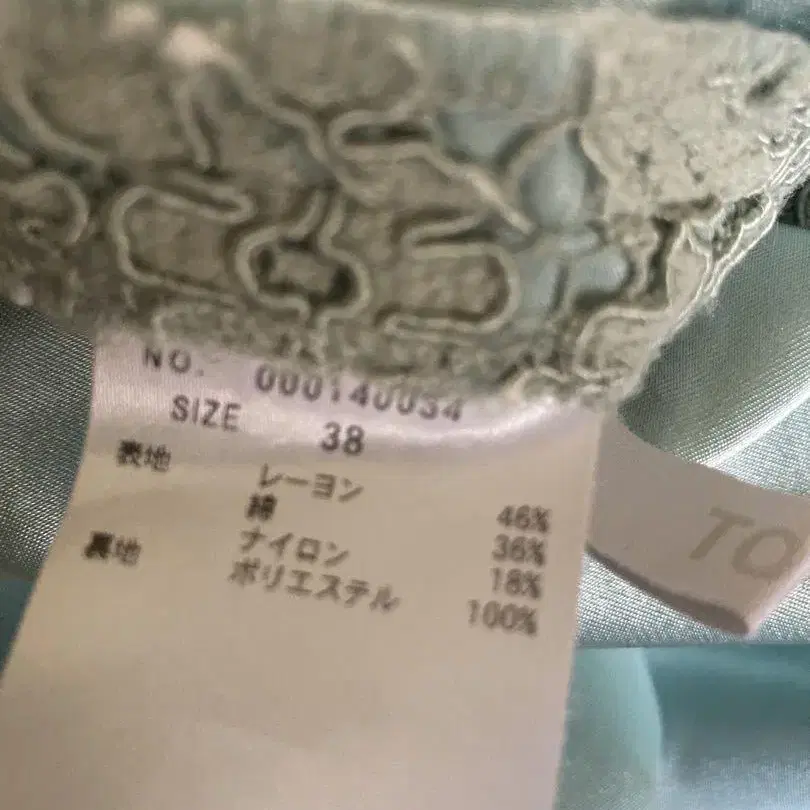 NO. 000140034
SIZE 38
表地 レーヨン 46%
綿 36%
ナイロン 18%
裏地 ポリエステル 100%
TO